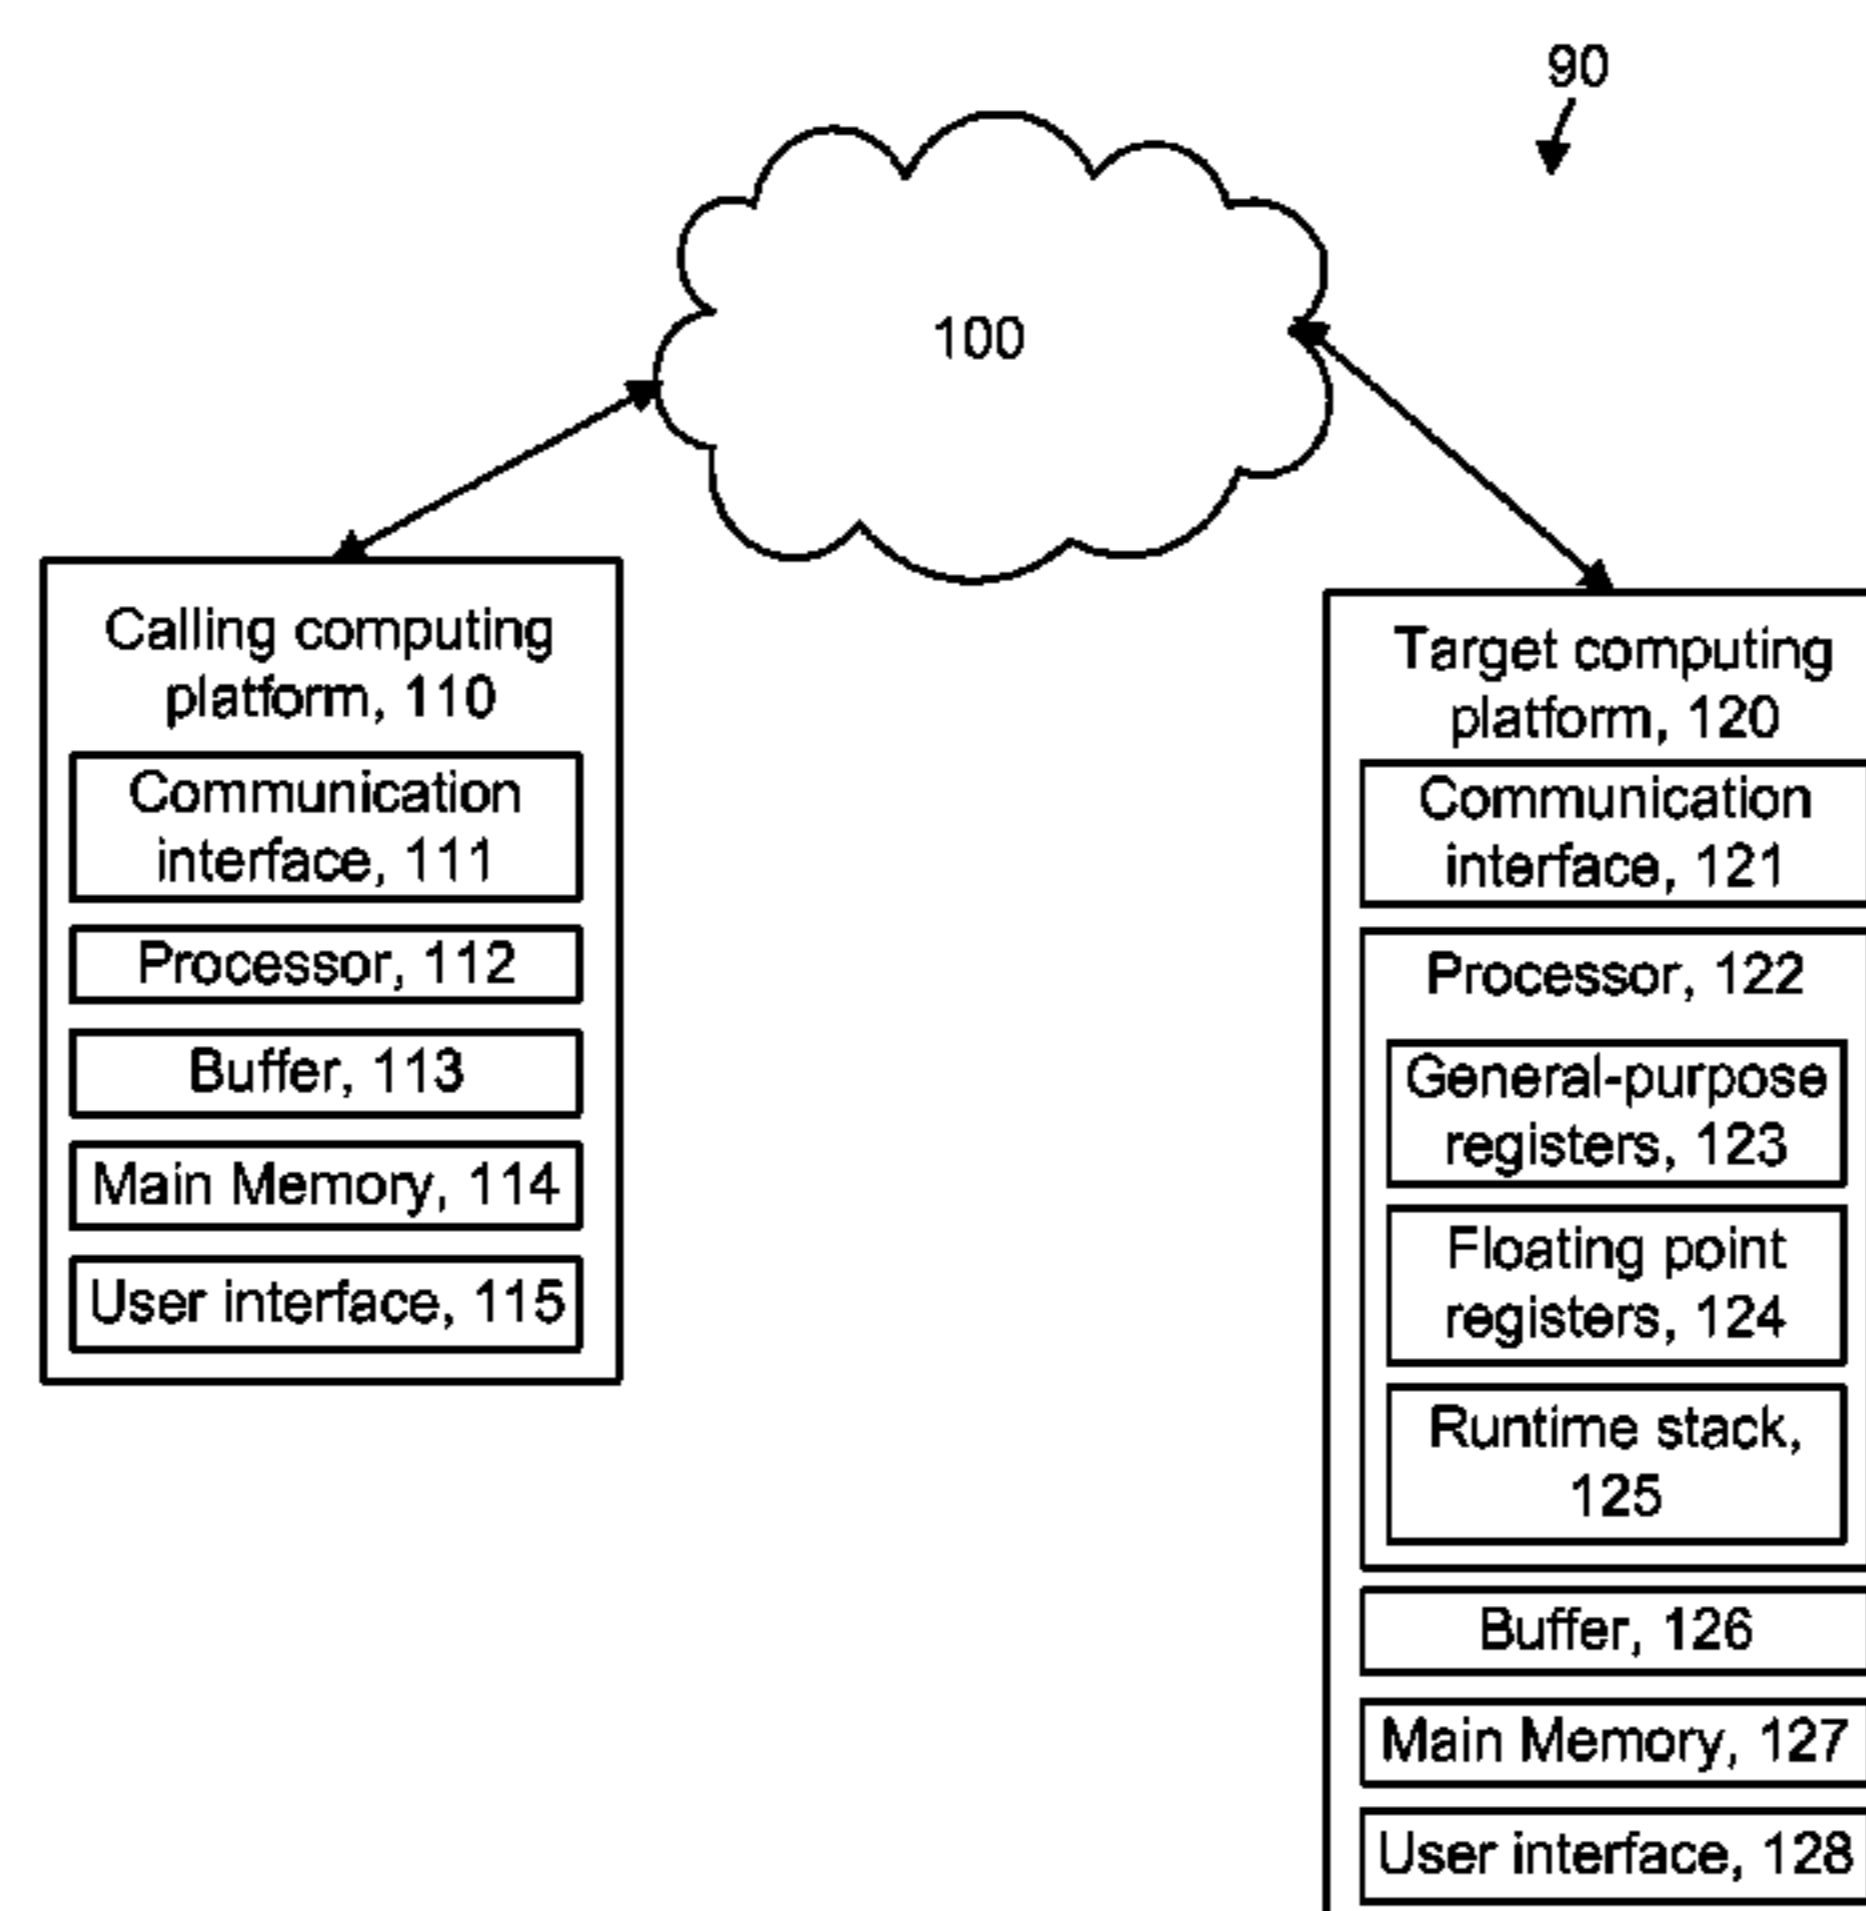 90
100
Calling computing
platform, 110
Communication
interface, 111
Processor, 112
Buffer, 113
Main Memory, 114
User interface, 115
Target computing
platform, 120
Communication
interface, 121
Processor, 122
General-purpose
registers, 123
Floating point
registers, 124
Runtime stack,
125
Buffer, 126
Main Memory, 127
User interface, 128